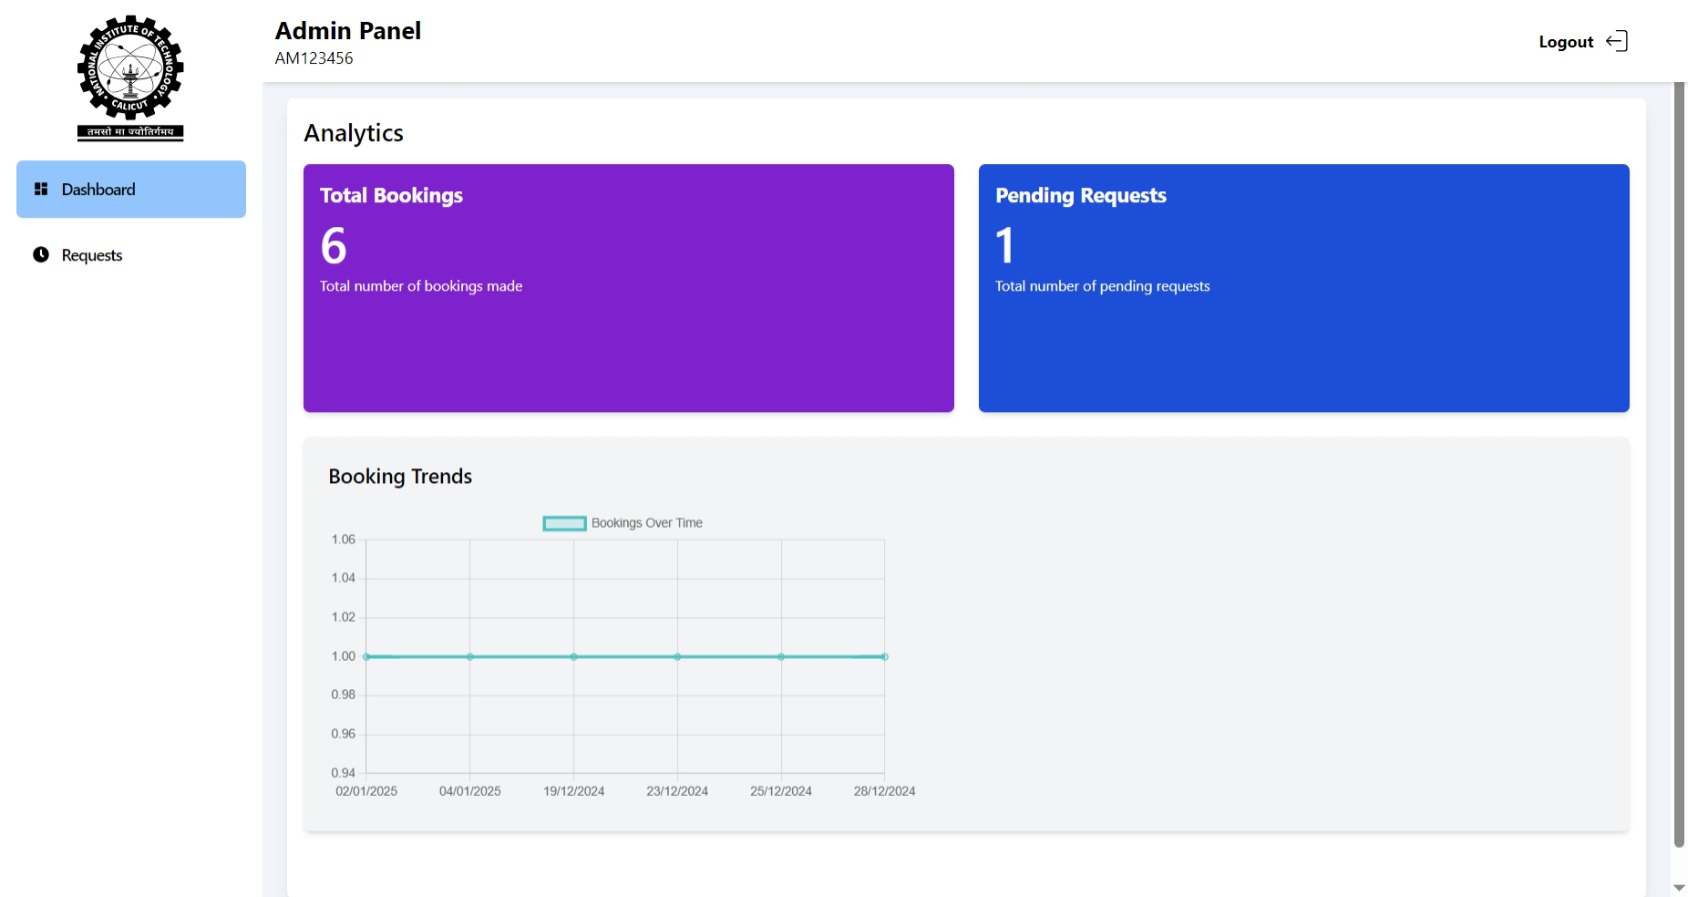 NATIONAL INSTITUTE OF TECHNOLOGY
• CALICUT •
तमसो मा ज्योतिर्गमय
Admin Panel
AM123456
Logout
Dashboard
Requests
Analytics
Total Bookings
6
Total number of bookings made
Pending Requests
1
Total number of pending requests
Booking Trends
Bookings Over Time
1.06
1.04
1.02
1.00
0.98
0.96
0.94
02/01/2025 04/01/2025 19/12/2024 23/12/2024 25/12/2024 28/12/2024